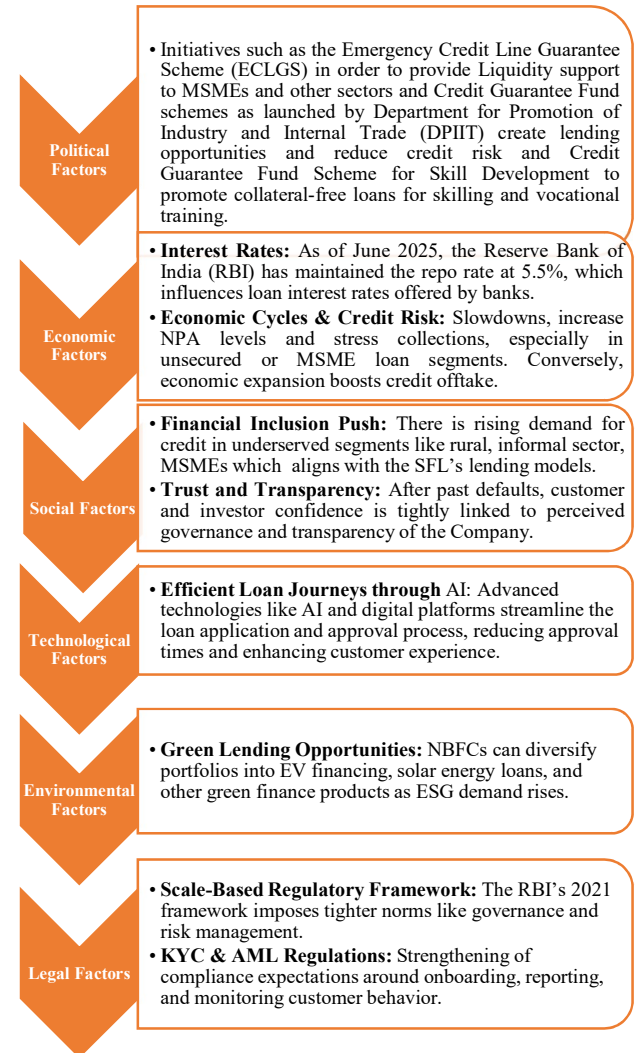 Political
Factors
• Initiatives such as the Emergency Credit Line Guarantee
Scheme (ECLGS) in order to provide Liquidity support
to MSMEs and other sectors and Credit Guarantee Fund
schemes as launched by Department for Promotion of
Industry and Internal Trade (DPIIT) create lending
opportunities and reduce credit risk and Credit
Guarantee Fund Scheme for Skill Development to
promote collateral-free loans for skilling and vocational
training.
Economic
Factors
• Interest Rates: As of June 2025, the Reserve Bank of
India (RBI) has maintained the repo rate at 5.5%, which
influences loan interest rates offered by banks.
• Economic Cycles & Credit Risk: Slowdowns, increase
NPA levels and stress collections, especially in
unsecured or MSME loan segments. Conversely,
economic expansion boosts credit offtake.
Social Factors
• Financial Inclusion Push: There is rising demand for
credit in underserved segments like rural, informal sector,
MSMEs which aligns with the SFL’s lending models.
• Trust and Transparency: After past defaults, customer
and investor confidence is tightly linked to perceived
governance and transparency of the Company.
Technological
Factors
• Efficient Loan Journeys through AI: Advanced
technologies like AI and digital platforms streamline the
loan application and approval process, reducing approval
times and enhancing customer experience.
Environmental
Factors
• Green Lending Opportunities: NBFCs can diversify
portfolios into EV financing, solar energy loans, and
other green finance products as ESG demand rises.
Legal Factors
• Scale-Based Regulatory Framework: The RBI’s 2021
framework imposes tighter norms like governance and
risk management.
• KYC & AML Regulations: Strengthening of
compliance expectations around onboarding, reporting,
and monitoring customer behavior.